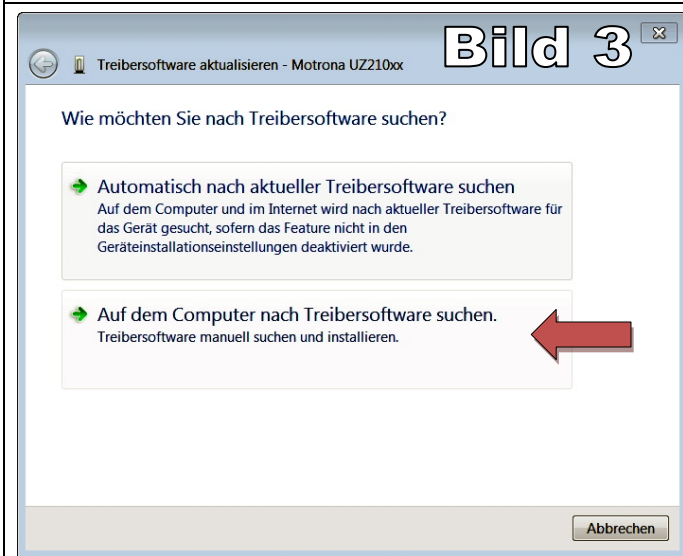 Bild 3
Treibersoftware aktualisieren - Motrona UZ210xx
Wie möchten Sie nach Treibersoftware suchen?
Automatisch nach aktueller Treibersoftware suchen
Auf dem Computer und im Internet wird nach aktueller Treibersoftware für
das Gerät gesucht, sofern das Feature nicht in den
Geräteinstallationseinstellungen deaktiviert wurde.
Auf dem Computer nach Treibersoftware suchen.
Treibersoftware manuell suchen und installieren.
Abbrechen